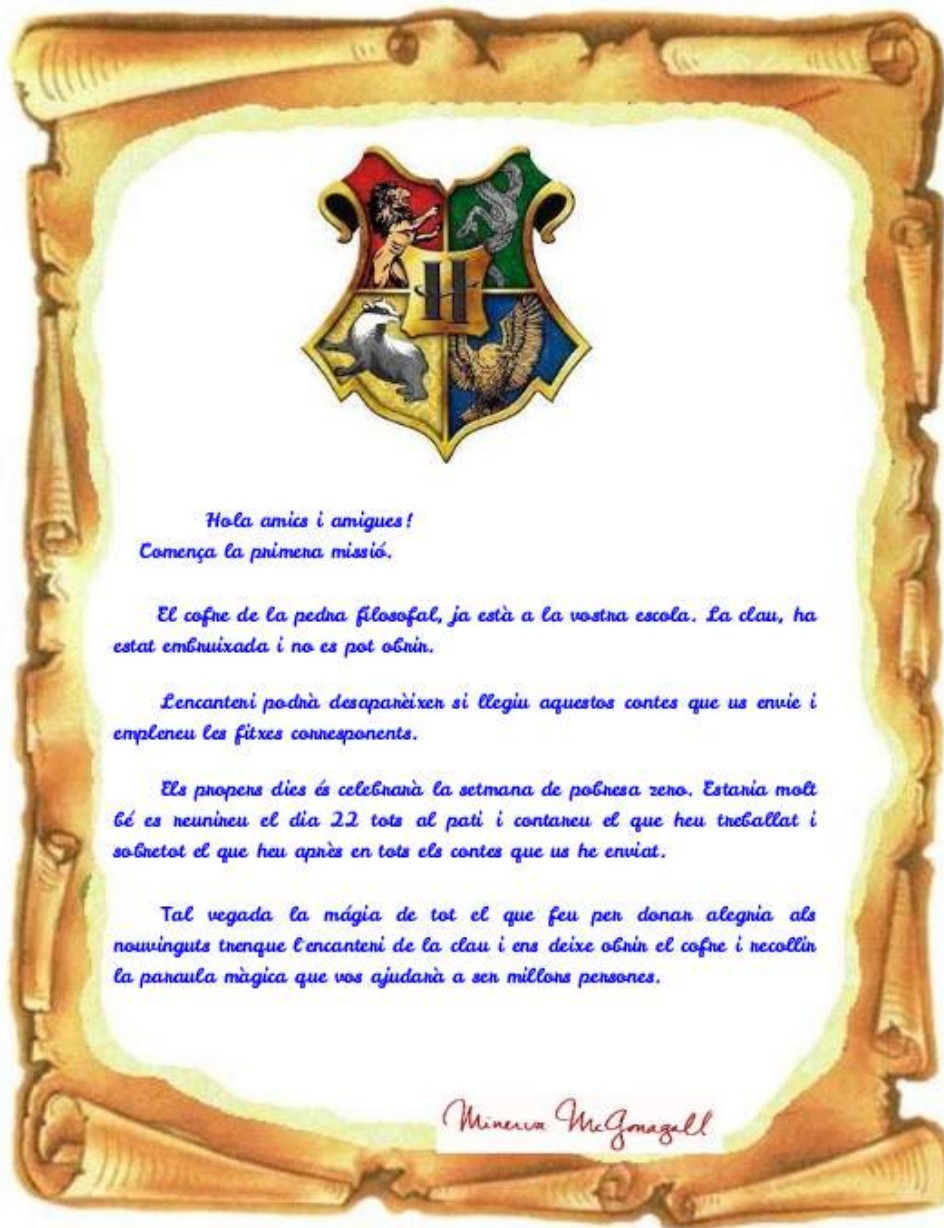 H
Hola amics i amigues!
Comença la primera missió.
El cofre de la pedra filosofal, ja està a la vostra escola. La clau, ha
estat embruixada i no es pot obrir.
Lencanteri podrà desaparèixer si llegiu aquestos contes que us envie i
empleneu les fitxes corresponents.
Els propers dies és celebrarà la setmana de pobresa zero. Estaria molt
bé es reunireu el dia 22 tots al pati i contareu el que heu treballat i
sobretot el que heu après en tots els contes que us he enviat.
Tal vegada la mágia de tot el que feu per donar alegria als
nouvinguts trenque l'encanteri de la clau i ens deixe obrir el cofre i recollir
la paraula màgica que vos ajudarà a ser millors persones.
Minerva McGonagall